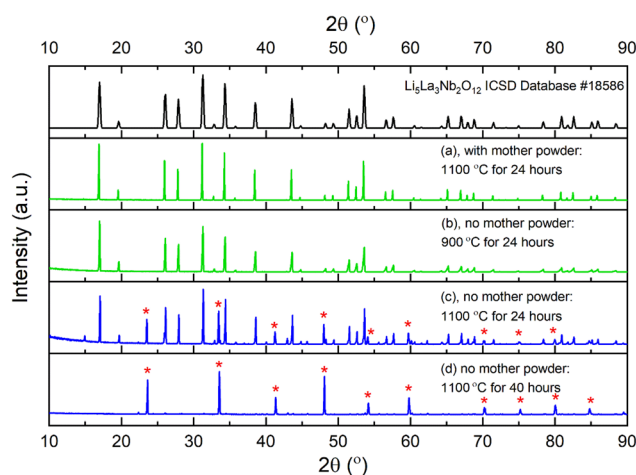 2θ (°)
10 20 30 40 50 60 70 80 90
Li₅La₃Nb₂O₁₂ ICSD Database #18586
(a), with mother powder:
1100 °C for 24 hours
(b), no mother powder:
900 °C for 24 hours
(c), no mother powder:
1100 °C for 24 hours
* * * * * * * * *
(d) no mother powder:
1100 °C for 40 hours
* * * * * * * * * *
Intensity (a.u.)
10 20 30 40 50 60 70 80 90
2θ (°)